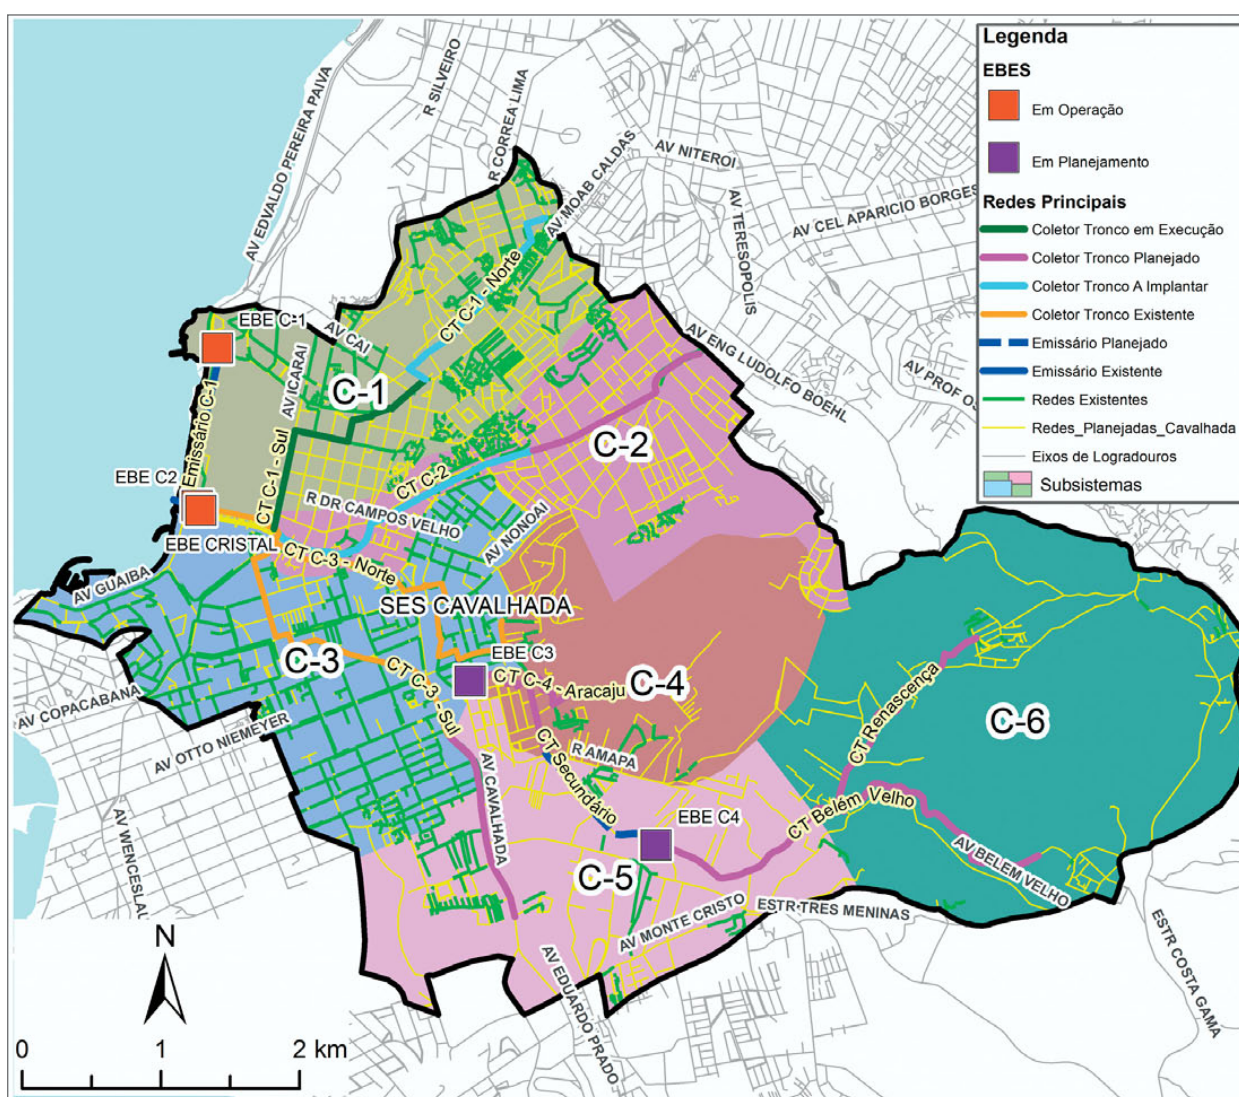 Legenda
EBES
Em Operação
Em Planejamento
Redes Principais
Coletor Tronco em Execução
Coletor Tronco Planejado
Coletor Tronco A Implantar
Coletor Tronco Existente
Emissário Planejado
Emissário Existente
Redes Existentes
Redes_Planejadas_Cavalhada
Eixos de Logradouros
Subsistemas
AV EDVALDO PEREIRA PAIVA
R SILVEIRO
R CORREA LIMA
AV MOAB CALDAS
AV NITEROI
AV TERESOPOLIS
AV CEL APARICIO BORGES
CT C-1 - Norte
EBE C-1
AV CAI
AV ICARAI
C-1
AV ENG LUDOLFO BOEHL
AV PROF OS
Emissário C-1
CT C-1 - Sul
C-2
CT C-2
EBE C2
R DR CAMPOS VELHO
AV NONOAI
EBE CRISTAL
CT C-3 - Norte
AV GUAIBA
SES CAVALHADA
C-3
EBE C3
CT C-4 - Aracaju
C-4
CT C-3 - Sul
AV COPACABANA
AV OTTO NIEMEYER
CT Renascença
C-6
R AMAPA
CT Secundário
AV CAVALHADA
EBE C4
CT Belém Velho
AV WENCESLAU
C-5
AV BELEM VELHO
AV MONTE CRISTO
ESTR TRES MENINAS
ESTR COSTA GAMA
AV EDUARDO PRADO
N
0 1 2 km